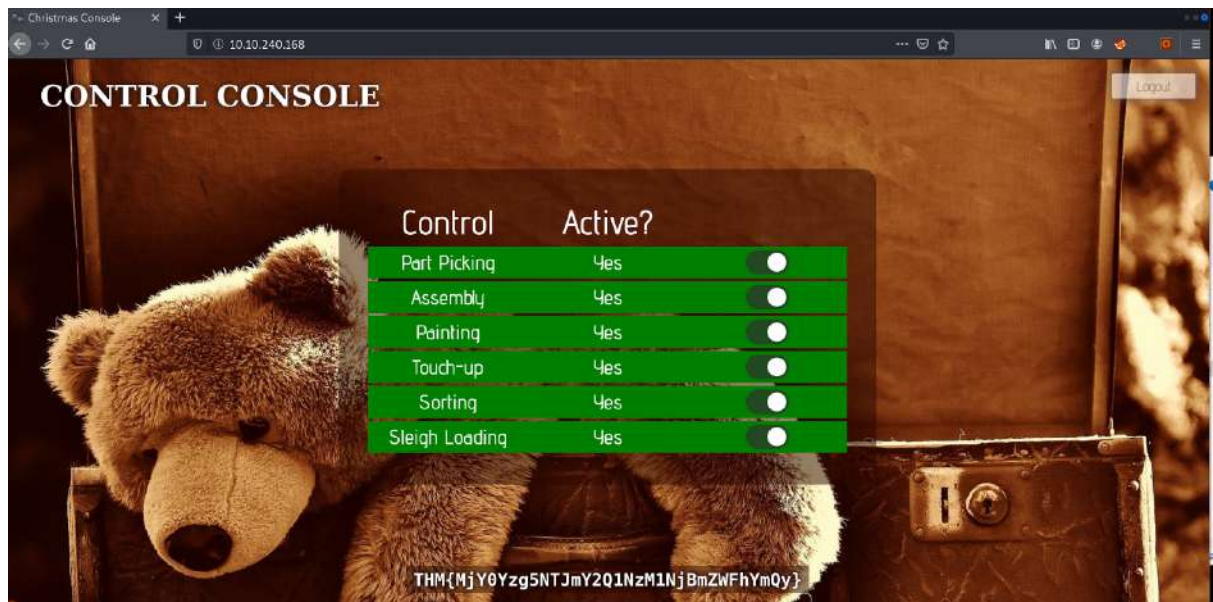 Christmas Console
10.10.240.168
CONTROL CONSOLE
Logout
Control Active?
Part Picking Yes
Assembly Yes
Painting Yes
Touch-up Yes
Sorting Yes
Sleigh Loading Yes
THM{MjY0Yzg5NTJmY2Q1NzM1NjBmZWFhYmQy}